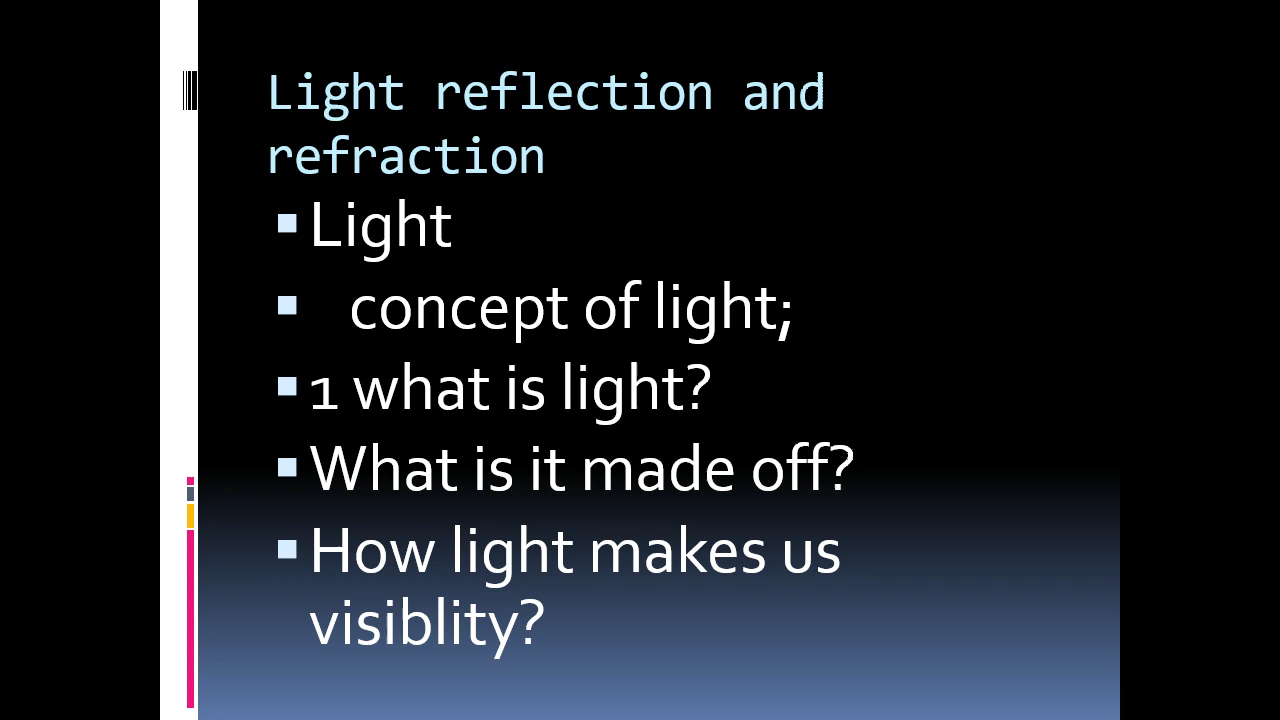 Light reflection and
refraction
Light
concept of light;
1 what is light?
What is it made off?
How light makes us
visiblity?